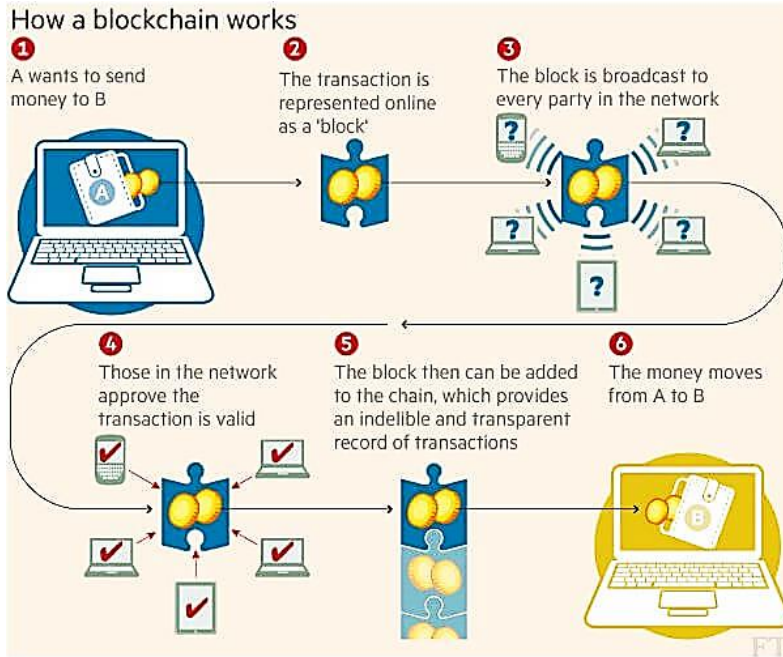 How a blockchain works
1
A wants to send
money to B
A
2
The transaction is
represented online
as a 'block'
3
The block is broadcast to
every party in the network
?
?
?
?
?
4
Those in the network
approve the
transaction is valid
5
The block then can be added
to the chain, which provides
an indelible and transparent
record of transactions
6
The money moves
from A to B
B
FT